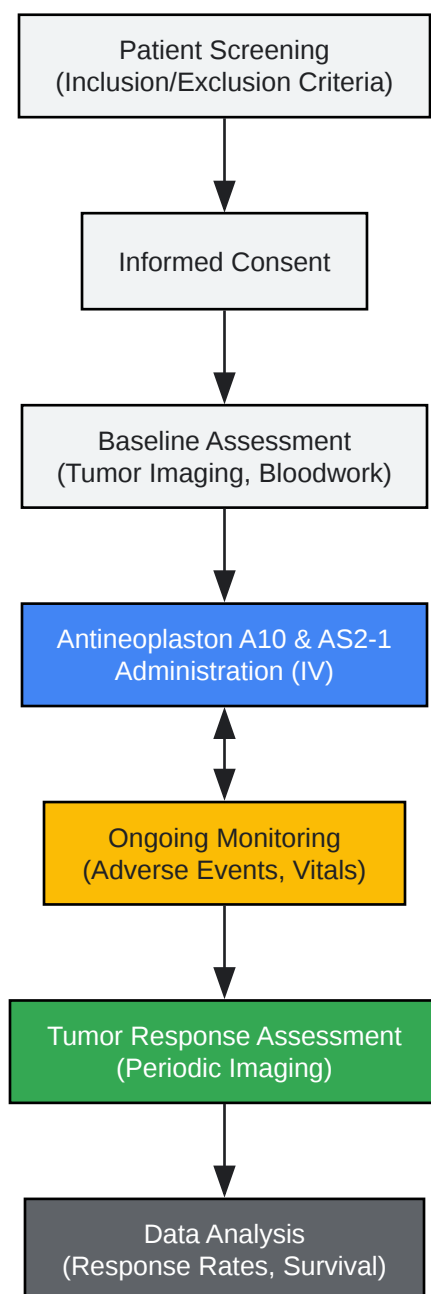 Patient Screening
(Inclusion/Exclusion Criteria)
Informed Consent
Baseline Assessment
(Tumor Imaging, Bloodwork)
Antineoplaston A10 & AS2-1
Administration (IV)
Ongoing Monitoring
(Adverse Events, Vitals)
Tumor Response Assessment
(Periodic Imaging)
Data Analysis
(Response Rates, Survival)